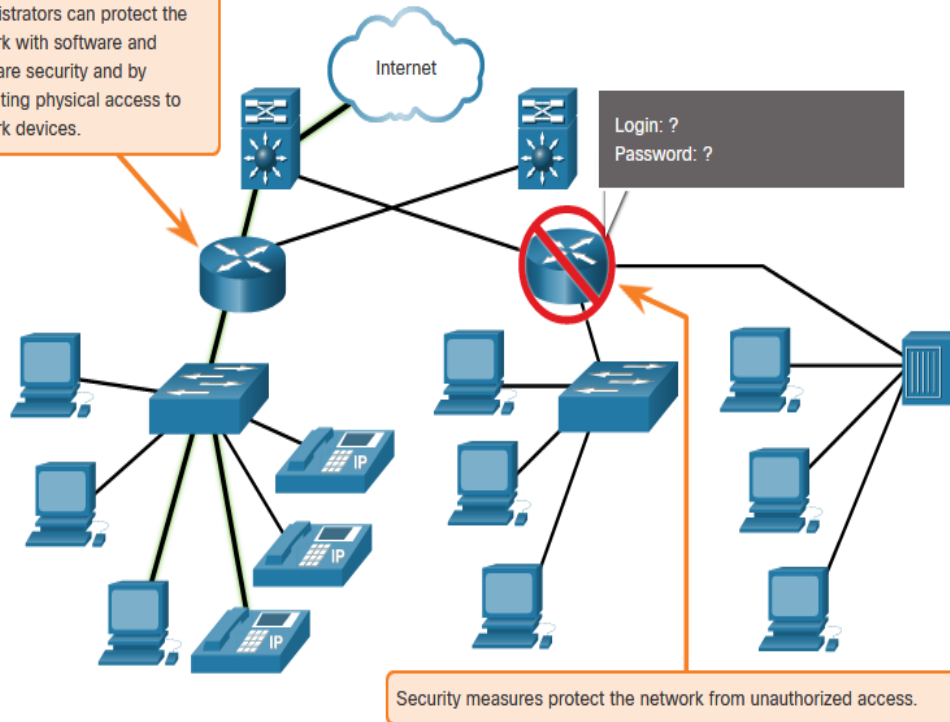 istrators can protect the
rk with software and
are security and by
ting physical access to
rk devices.
Internet
Login: ?
Password: ?
IP
IP
IP
Security measures protect the network from unauthorized access.